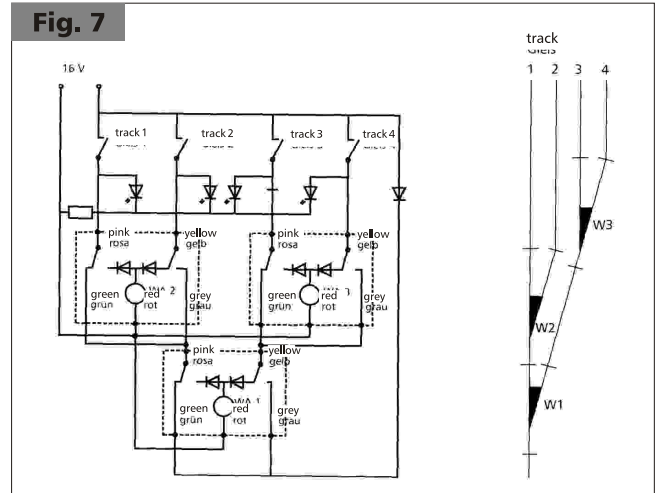 Fig. 7
16 V
track 1
track 2
track 3
track 4
pink
rosa
yellow
gelb
pink
rosa
yellow
gelb
green
grün
red
rot
grey
grau
green
grün
red
rot
grey
grau
pink
rosa
yellow
gelb
green
grün
red
rot
grey
grau
track
1 2 3 4
W3
W2
W1